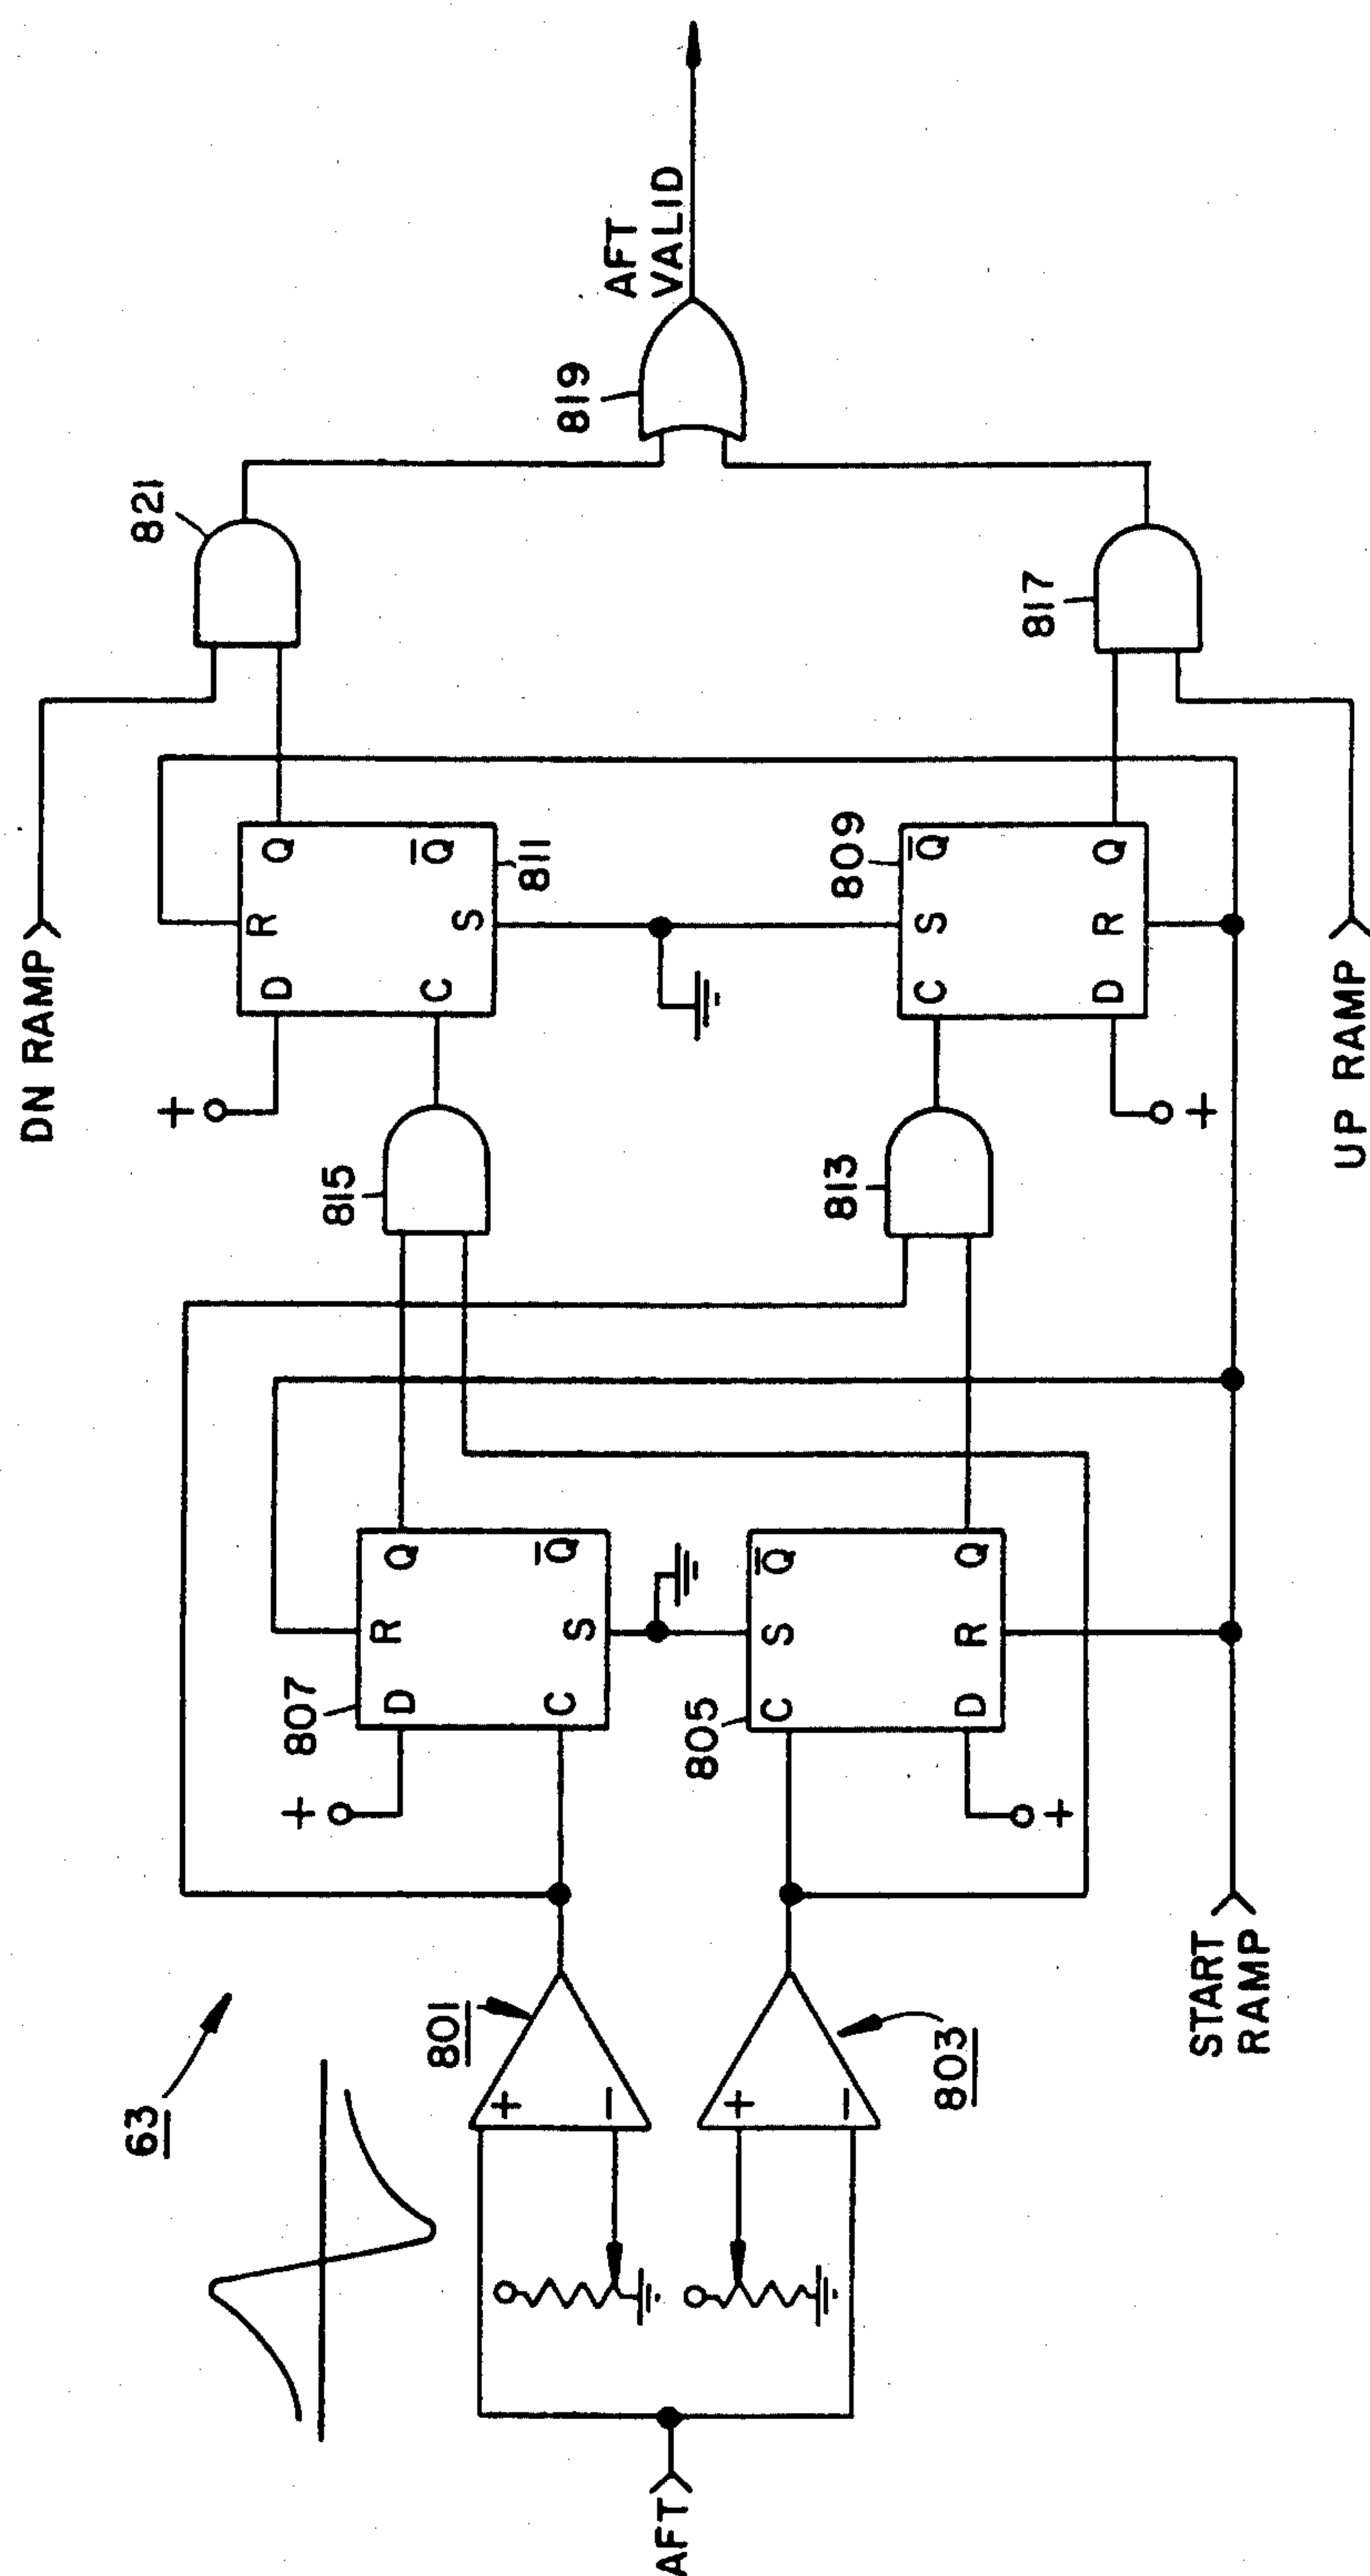 63
AFT
801
+
−
803
+
−
START
RAMP
807
D
R
C
S
Q
Q̅
+
805
C
S
D
R
Q̅
Q
+
815
813
DN RAMP
+
D
R
C
S
Q
Q̅
811
809
C
S
D
R
Q̅
Q
+
UP RAMP
821
817
819
AFT
VALID